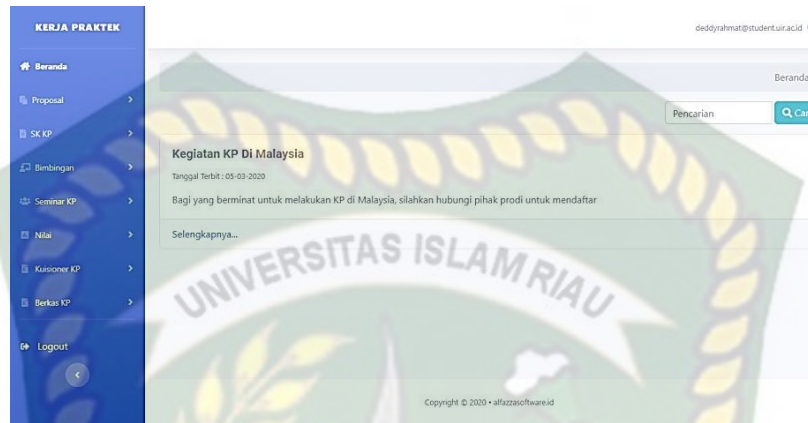 KERJA PRAKTEK
deddyrahmat@student.uir.ac.id
Beranda
Beranda
Proposal
Pencarian
Car
SK KP
Kegiatan KP Di Malaysia
Tanggal Terbit : 05-03-2020
Bimbingan
Bagi yang berminat untuk melakukan KP di Malaysia, silahkan hubungi pihak prodi untuk mendaftar
Seminar KP
Nilai
Selengkapnya...
Kuisioner KP
Berkas KP
Logout
UNIVERSITAS ISLAM RIAU
Copyright © 2020 • alfazzasoftware.id